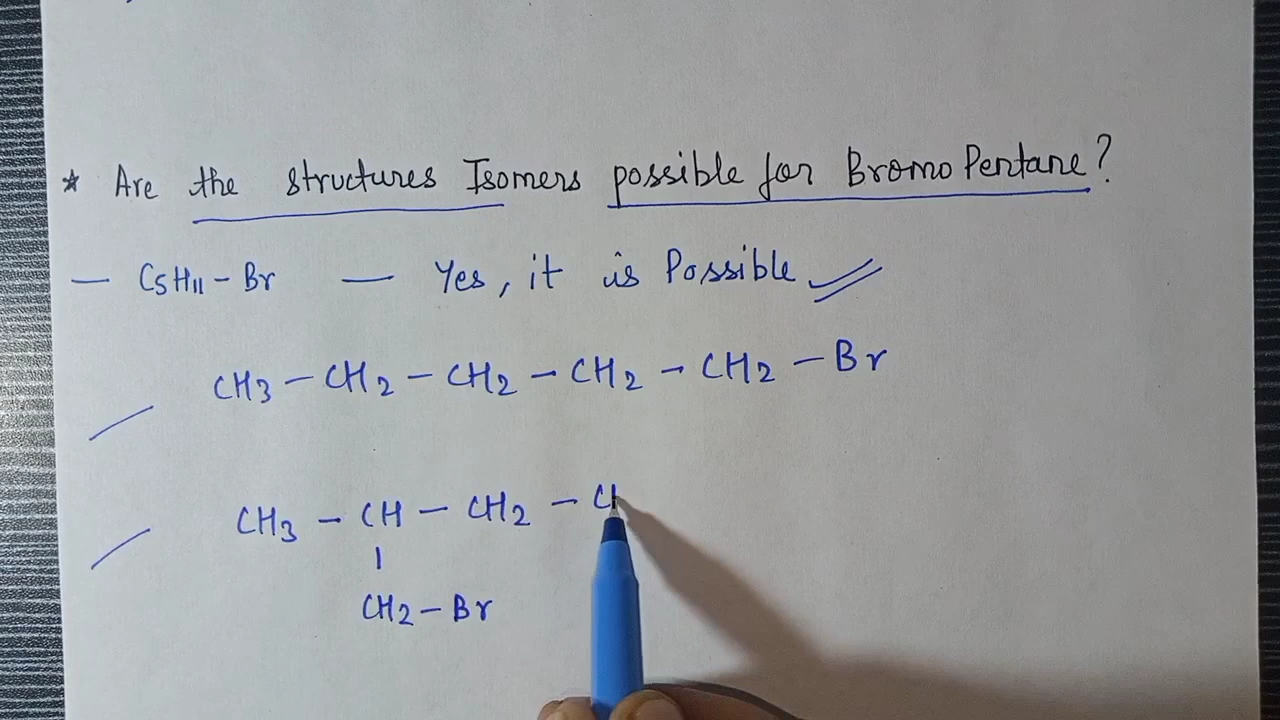 * Are the structures Isomers possible for Bromo Pentane?
— C5H11 - Br — Yes, it is Possible
CH3 - CH2 - CH2 - CH2 - CH2 - Br
CH3 - CH - CH2 - CH
|
CH2 - Br